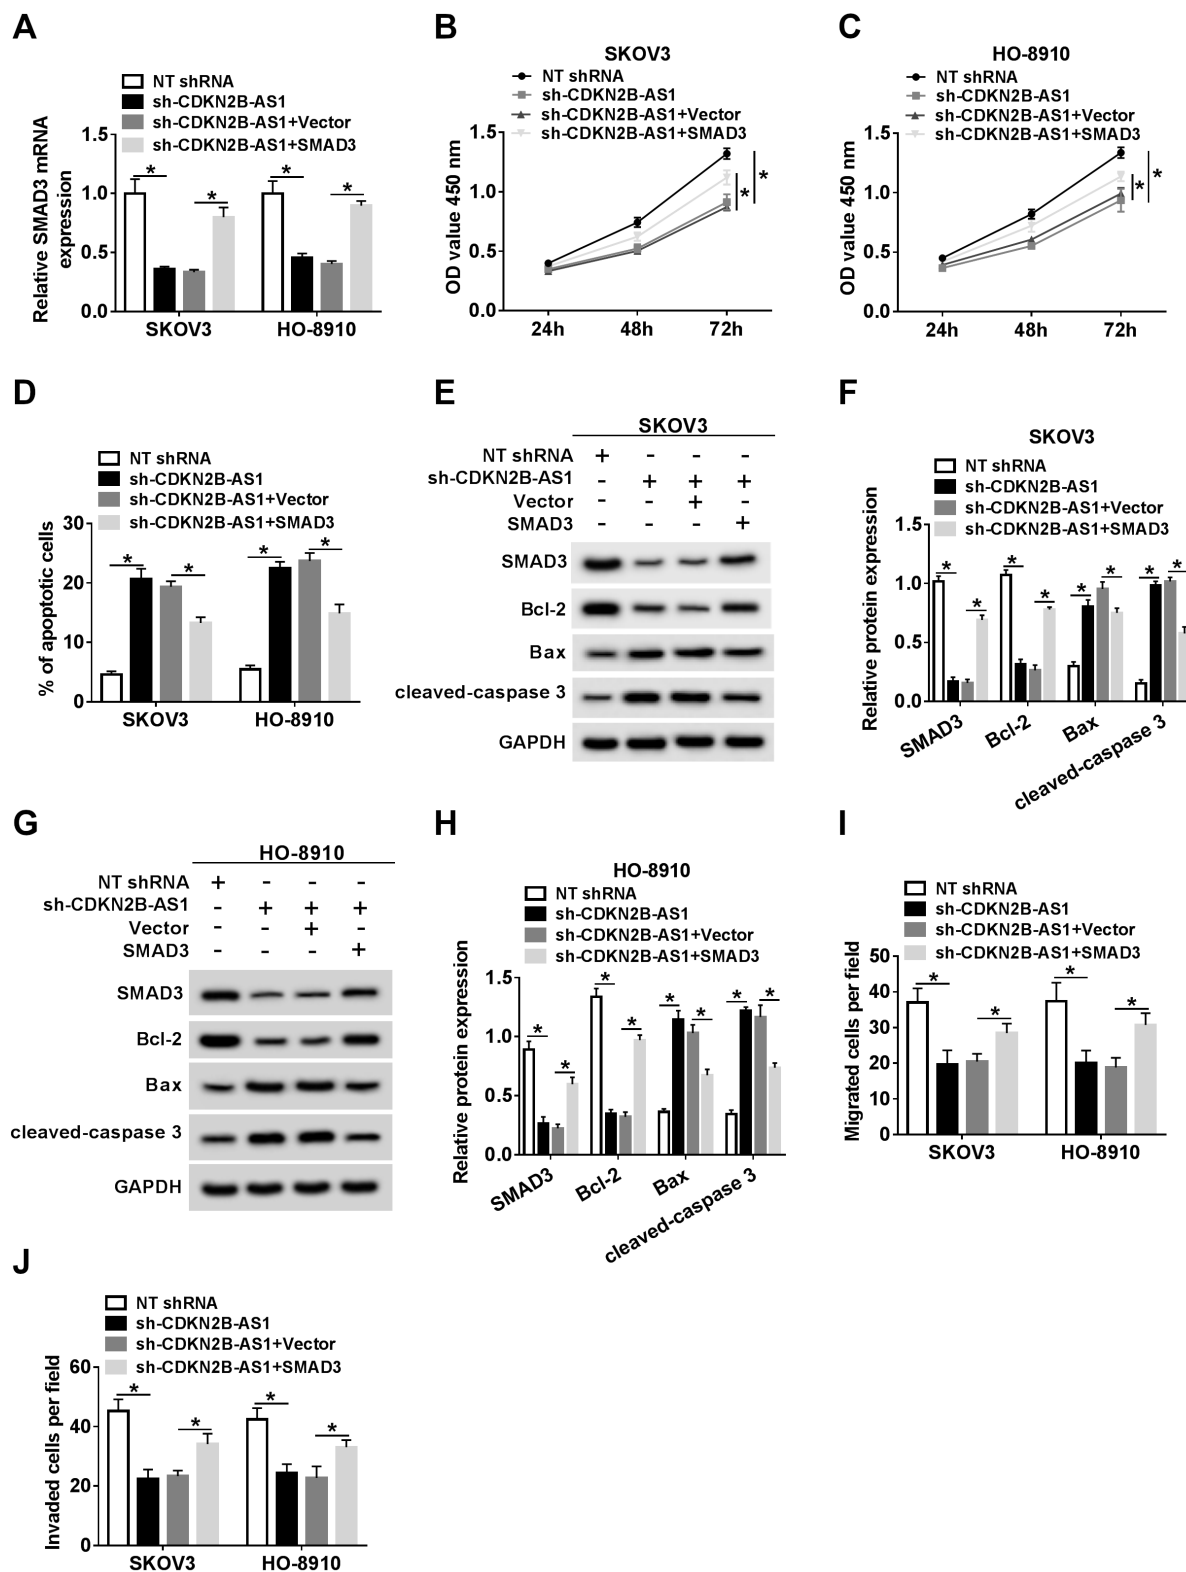 A
NT shRNA
sh-CDKN2B-AS1
sh-CDKN2B-AS1+Vector
sh-CDKN2B-AS1+SMAD3
Relative SMAD3 mRNA
expression
1.5
1.0
0.5
0.0
* * * *
SKOV3 HO-8910
B
SKOV3
NT shRNA
sh-CDKN2B-AS1
sh-CDKN2B-AS1+Vector
sh-CDKN2B-AS1+SMAD3
OD value 450 nm
1.5
1.0
0.5
0.0
* *
24h 48h 72h
C
HO-8910
NT shRNA
sh-CDKN2B-AS1
sh-CDKN2B-AS1+Vector
sh-CDKN2B-AS1+SMAD3
OD value 450 nm
1.5
1.0
0.5
0.0
* *
24h 48h 72h
D
NT shRNA
sh-CDKN2B-AS1
sh-CDKN2B-AS1+Vector
sh-CDKN2B-AS1+SMAD3
% of apoptotic cells
30
20
10
0
* * * *
SKOV3 HO-8910
E
SKOV3
NT shRNA + - - -
sh-CDKN2B-AS1 - + + +
Vector - - + -
SMAD3 - - - +
SMAD3
Bcl-2
Bax
cleaved-caspase 3
GAPDH
F
SKOV3
NT shRNA
sh-CDKN2B-AS1
sh-CDKN2B-AS1+Vector
sh-CDKN2B-AS1+SMAD3
Relative protein expression
1.5
1.0
0.5
0.0
* * * * * * * *
SMAD3 Bcl-2 Bax cleaved-caspase 3
G
HO-8910
NT shRNA + - - -
sh-CDKN2B-AS1 - + + +
Vector - - + -
SMAD3 - - - +
SMAD3
Bcl-2
Bax
cleaved-caspase 3
GAPDH
H
HO-8910
NT shRNA
sh-CDKN2B-AS1
sh-CDKN2B-AS1+Vector
sh-CDKN2B-AS1+SMAD3
Relative protein expression
1.5
1.0
0.5
0.0
* * * * * * * *
SMAD3 Bcl-2 Bax cleaved-caspase 3
I
NT shRNA
sh-CDKN2B-AS1
sh-CDKN2B-AS1+Vector
sh-CDKN2B-AS1+SMAD3
Migrated cells per field
50
40
30
20
10
0
* * * *
SKOV3 HO-8910
J
NT shRNA
sh-CDKN2B-AS1
sh-CDKN2B-AS1+Vector
sh-CDKN2B-AS1+SMAD3
Invaded cells per field
60
40
20
0
* * * *
SKOV3 HO-8910